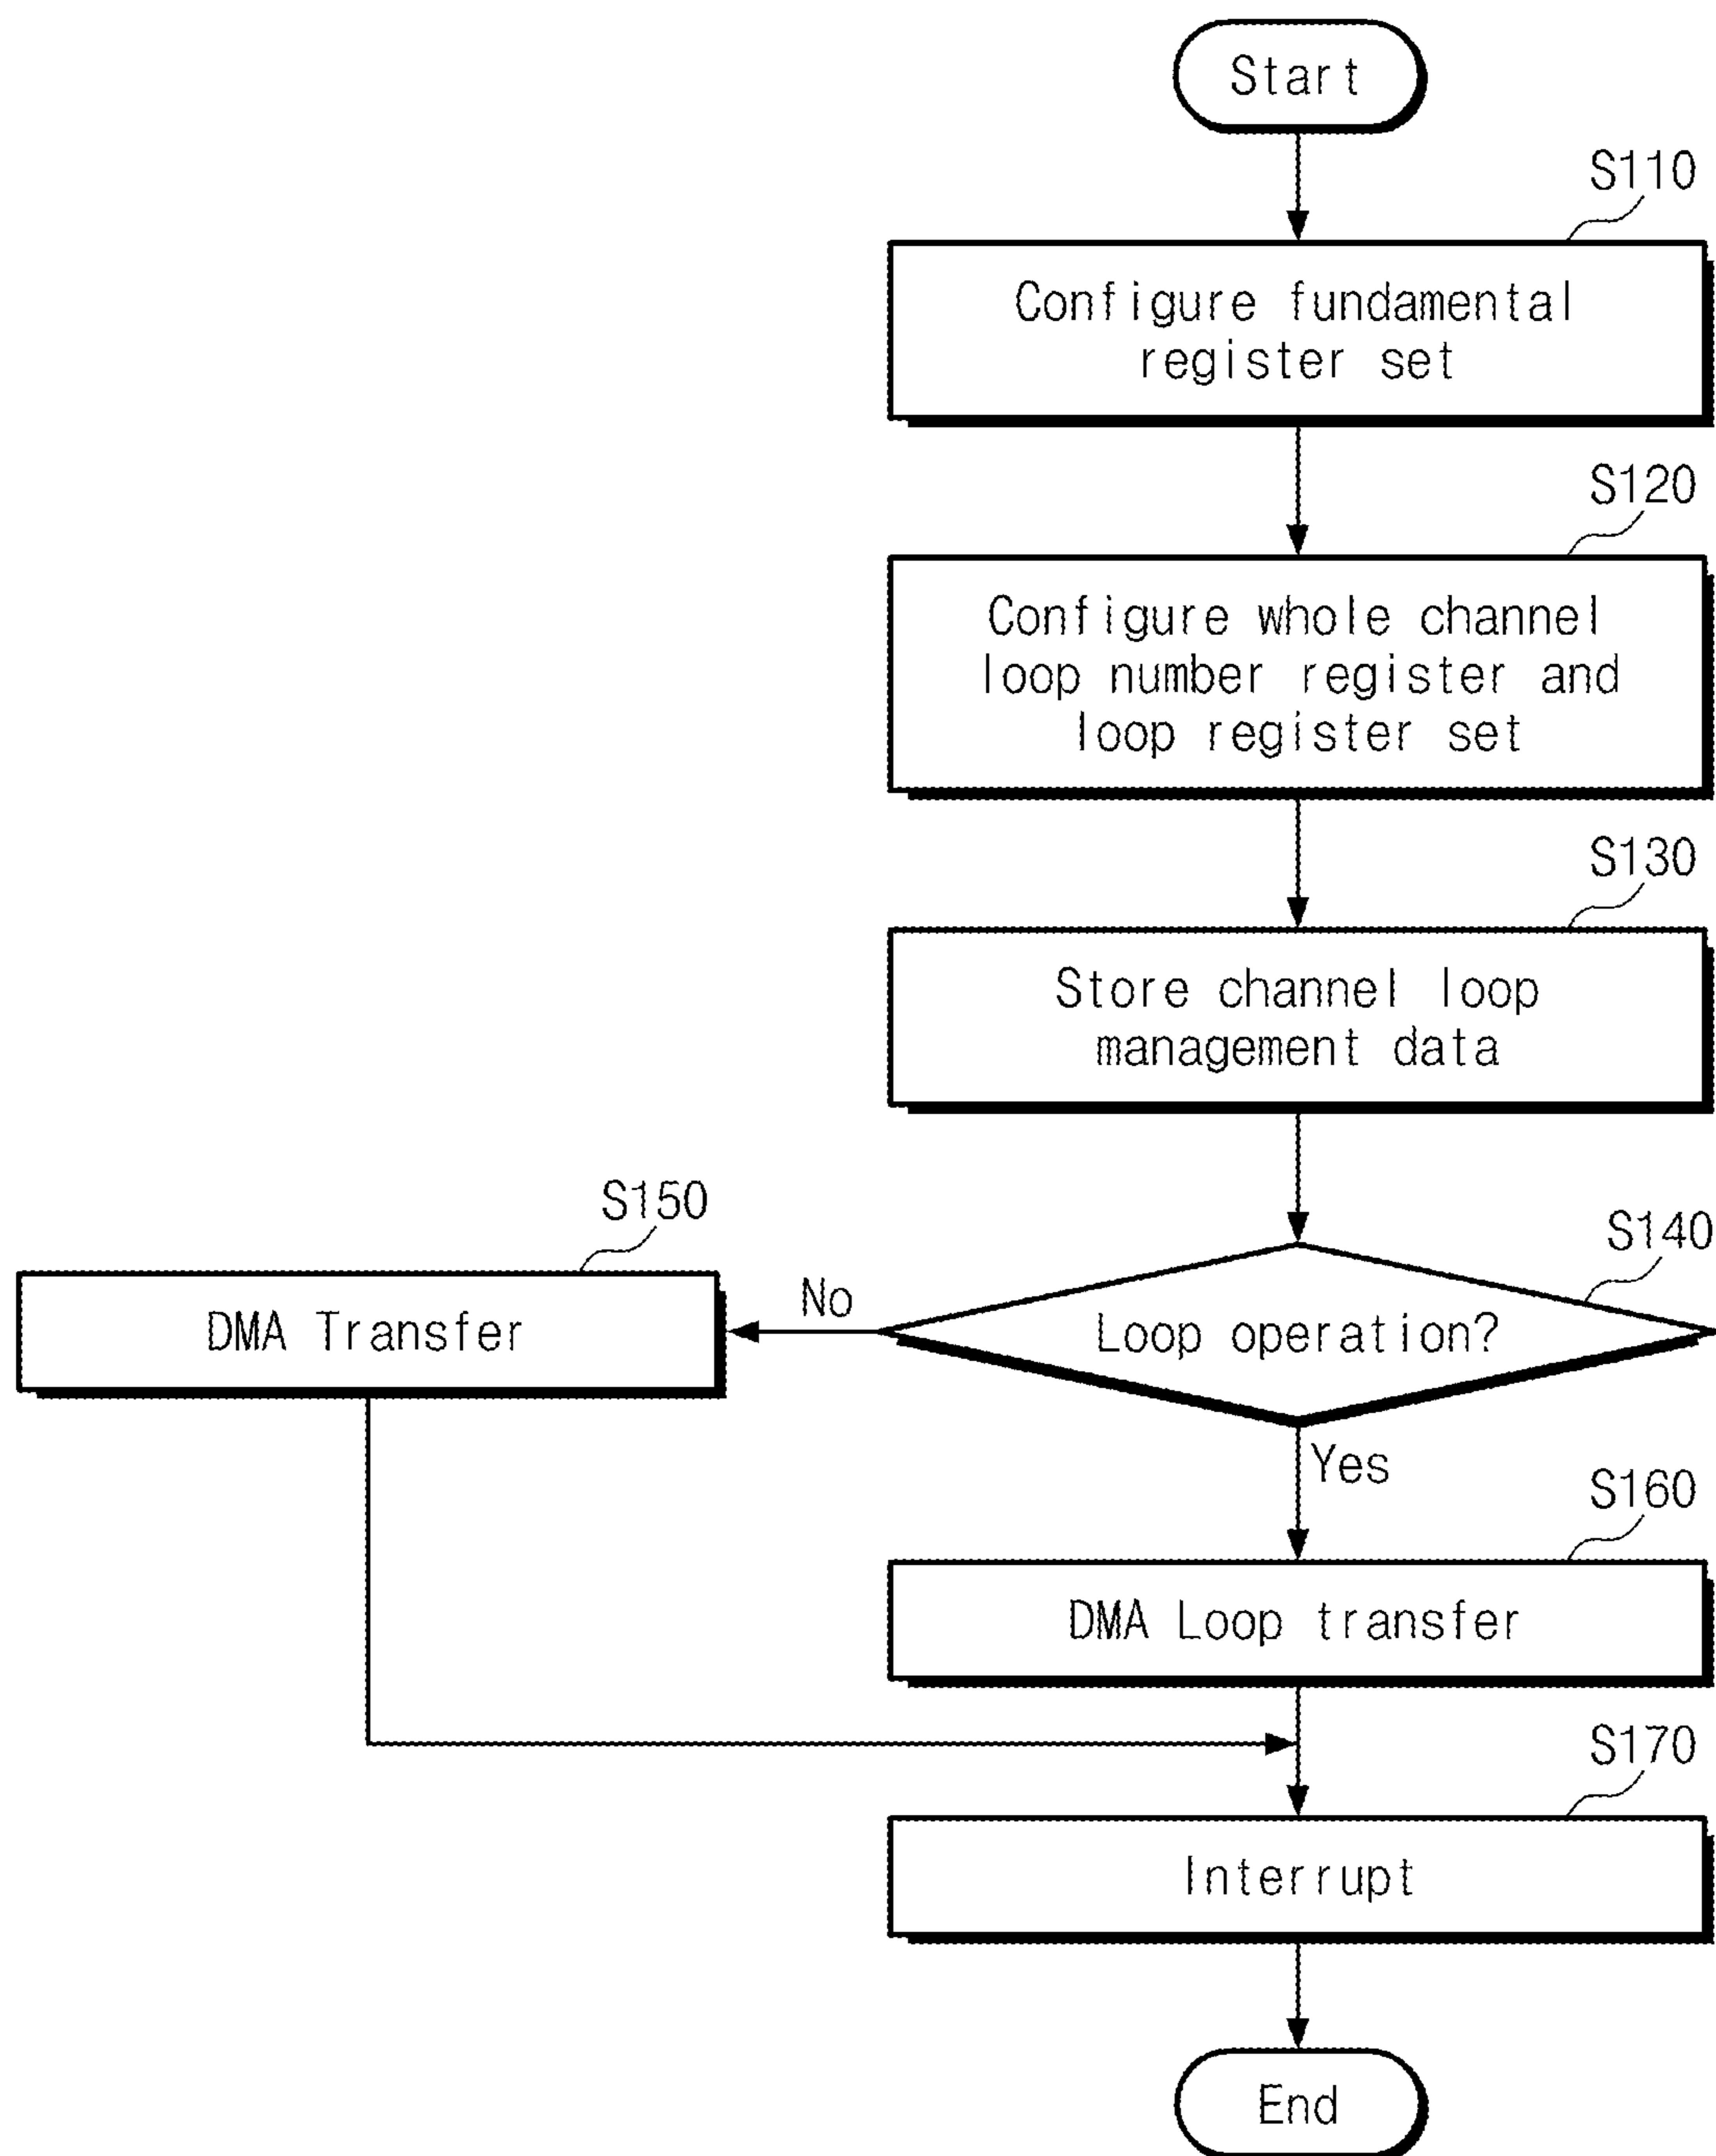 Start
S110
Configure fundamental
register set
S120
Configure whole channel
loop number register and
loop register set
S130
Store channel loop
management data
S150
S140
DMA Transfer
No
Loop operation?
Yes
S160
DMA Loop transfer
S170
Interrupt
End